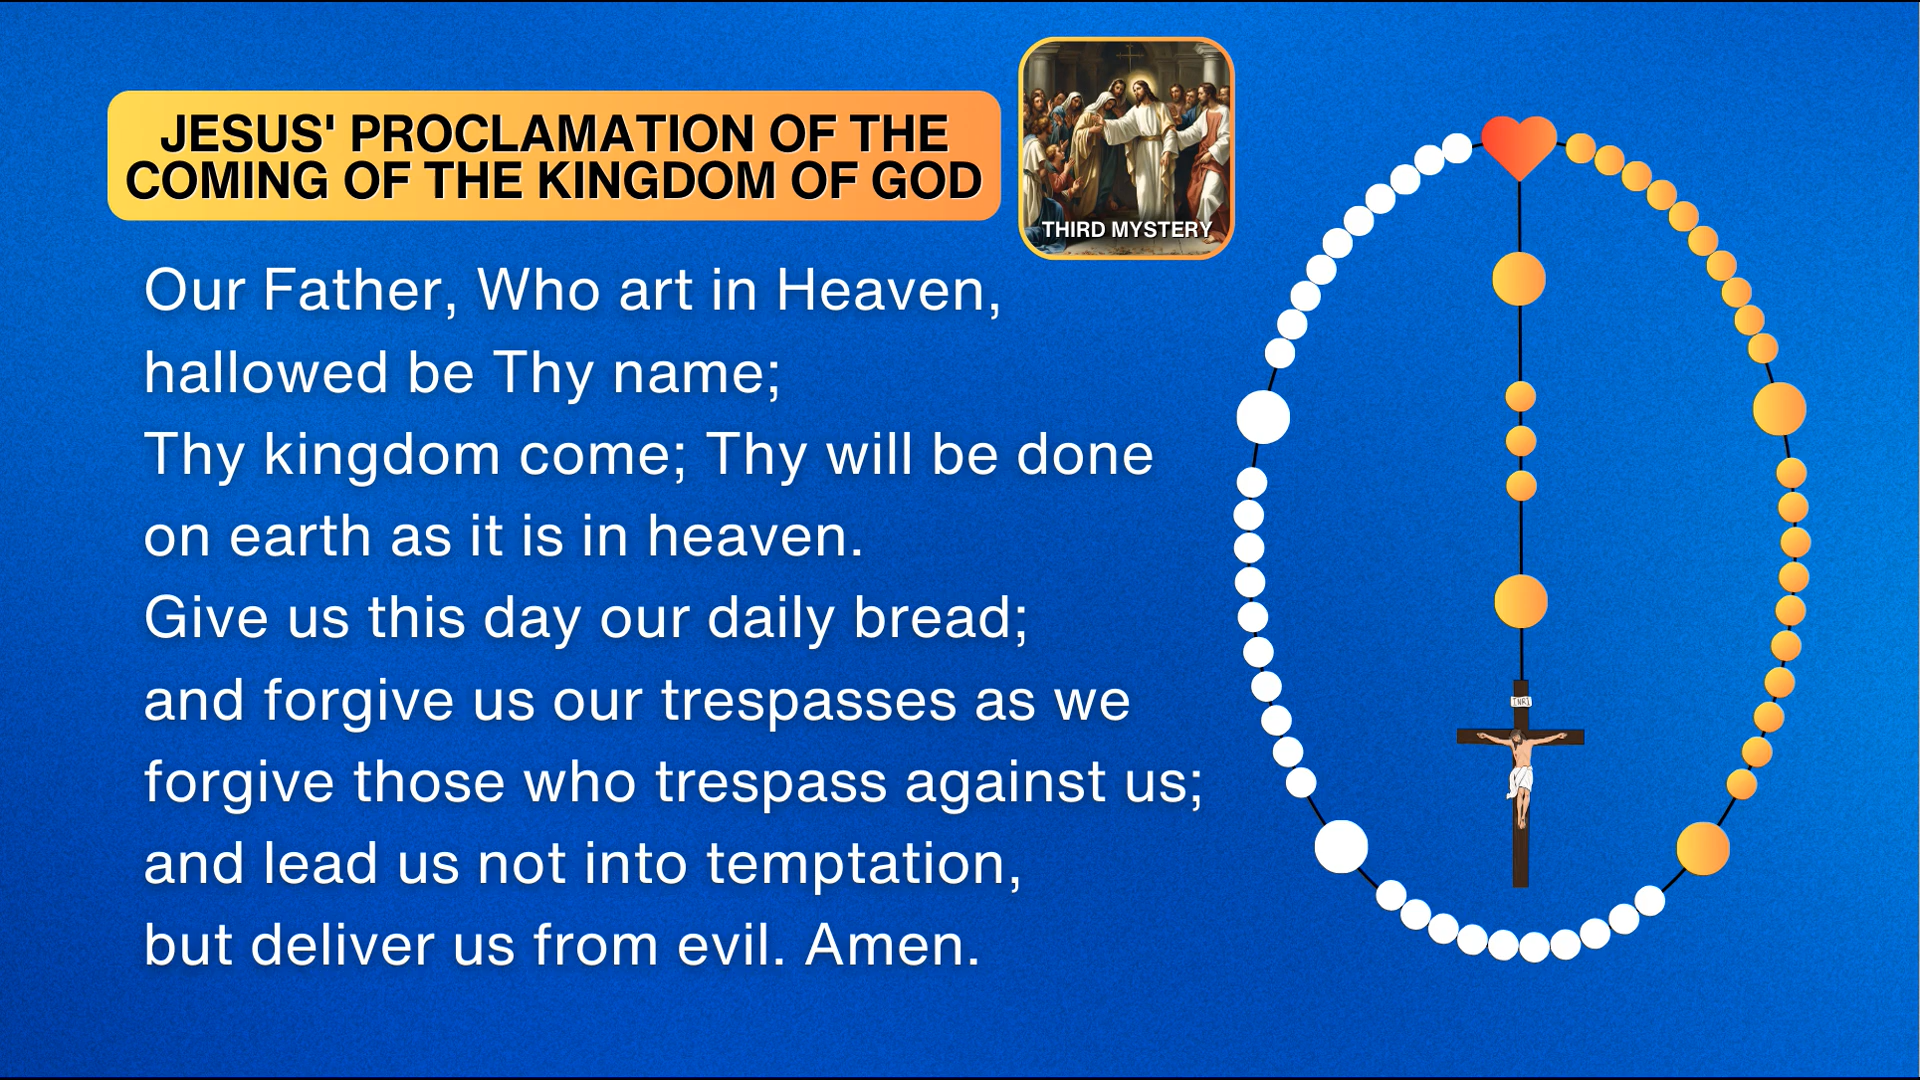 JESUS' PROCLAMATION OF THE
COMING OF THE KINGDOM OF GOD
THIRD MYSTERY
Our Father, Who art in Heaven,
hallowed be Thy name;
Thy kingdom come; Thy will be done
on earth as it is in heaven.
Give us this day our daily bread;
and forgive us our trespasses as we
forgive those who trespass against us;
and lead us not into temptation,
but deliver us from evil. Amen.
INRI